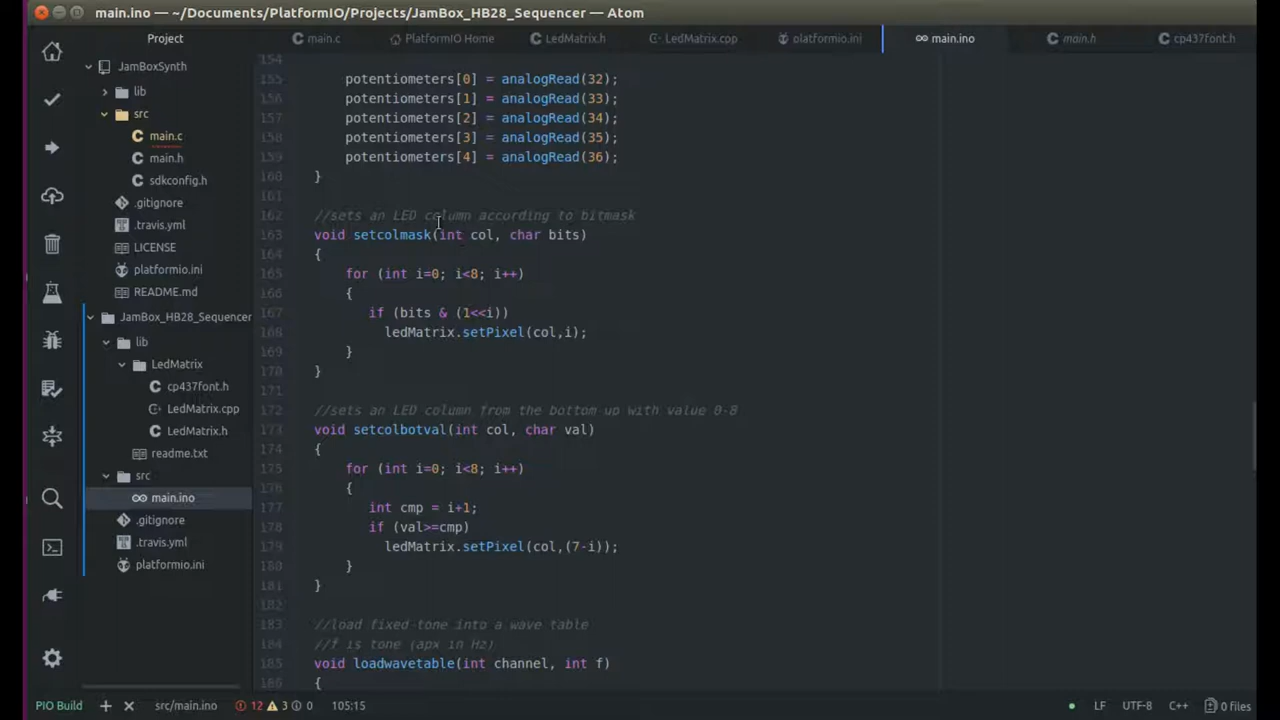 main.ino — ~/Documents/PlatformIO/Projects/JamBox_HB28_Sequencer — Atom
Project
main.c
PlatformIO Home
LedMatrix.h
LedMatrix.cpp
platformio.ini
main.ino
main.h
cp437font.h
JamBoxSynth
lib
src
main.c
main.h
sdkconfig.h
.gitignore
.travis.yml
LICENSE
platformio.ini
README.md
JamBox_HB28_Sequencer
lib
LedMatrix
cp437font.h
LedMatrix.cpp
LedMatrix.h
readme.txt
src
main.ino
.gitignore
.travis.yml
platformio.ini
154
155 potentiometers[0] = analogRead(32);
156 potentiometers[1] = analogRead(33);
157 potentiometers[2] = analogRead(34);
158 potentiometers[3] = analogRead(35);
159 potentiometers[4] = analogRead(36);
160 }
161
162 //sets an LED column according to bitmask
163 void setcolmask(int col, char bits)
164 {
165 for (int i=0; i<8; i++)
166 {
167 if (bits & (1<<i))
168 ledMatrix.setPixel(col,i);
169 }
170 }
171
172 //sets an LED column from the bottom up with value 0-8
173 void setcolbotval(int col, char val)
174 {
175 for (int i=0; i<8; i++)
176 {
177 int cmp = i+1;
178 if (val>=cmp)
179 ledMatrix.setPixel(col,(7-i));
180 }
181 }
182
183 //load fixed-tone into a wave table
184 //f is tone (apx in Hz)
185 void loadwavetable(int channel, int f)
186 {
PIO Build
src/main.ino
12
3
0
105:15
LF
UTF-8
C++
0 files